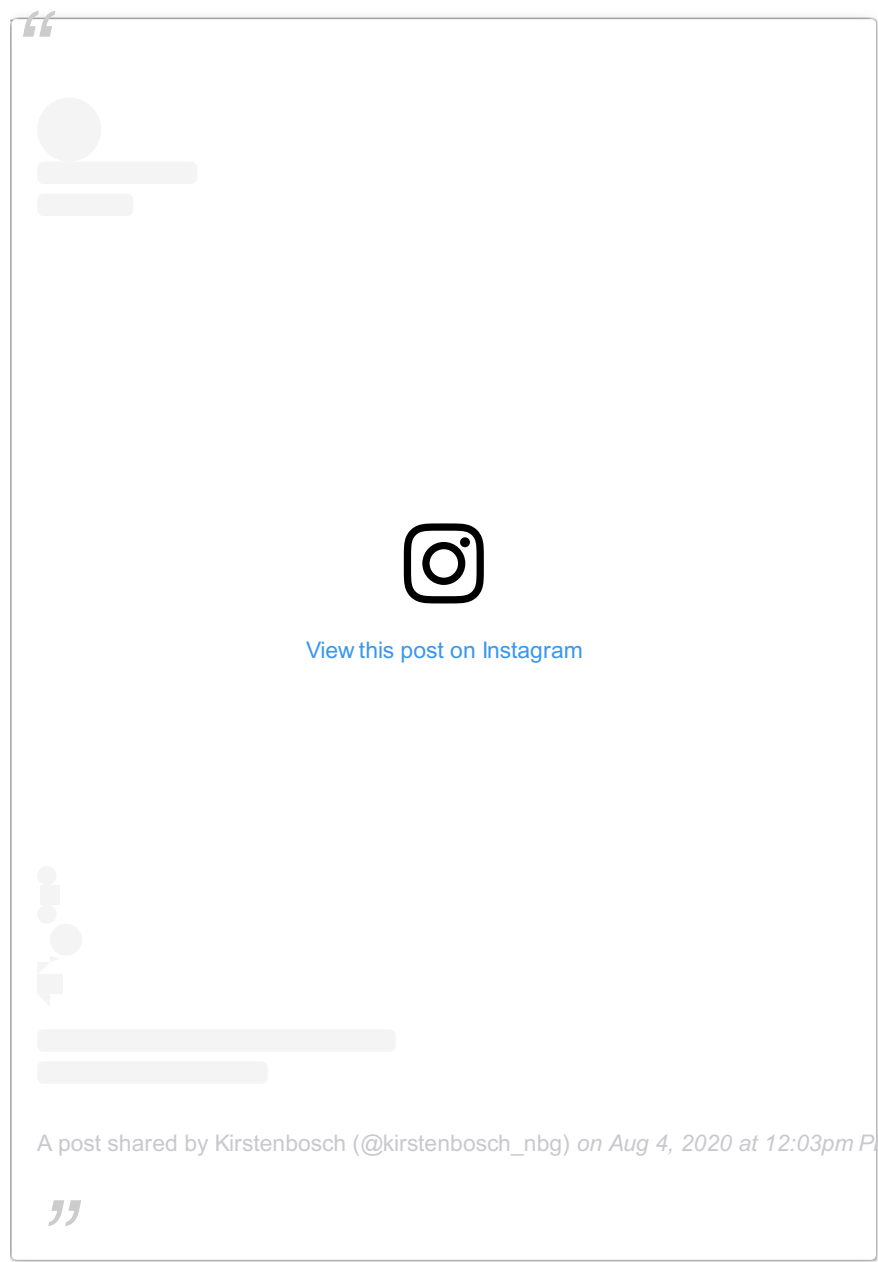 “
View this post on Instagram
A post shared by Kirstenbosch (@kirstenbosch_nbg) on Aug 4, 2020 at 12:03pm P
”